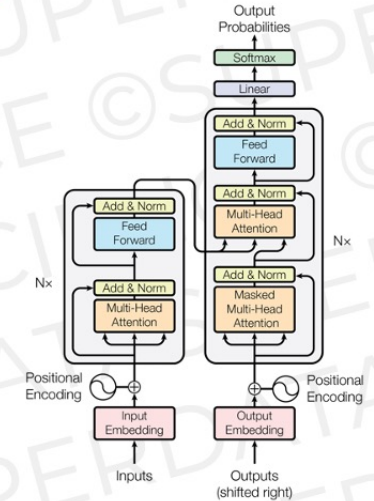 Output
Probabilities
Softmax
Linear
Add & Norm
Feed
Forward
Add & Norm
Multi-Head
Attention
Add & Norm
Masked
Multi-Head
Attention
Nx
Add & Norm
Feed
Forward
Add & Norm
Multi-Head
Attention
Nx
Positional
Encoding
Positional
Encoding
Input
Embedding
Output
Embedding
Inputs
Outputs
(shifted right)